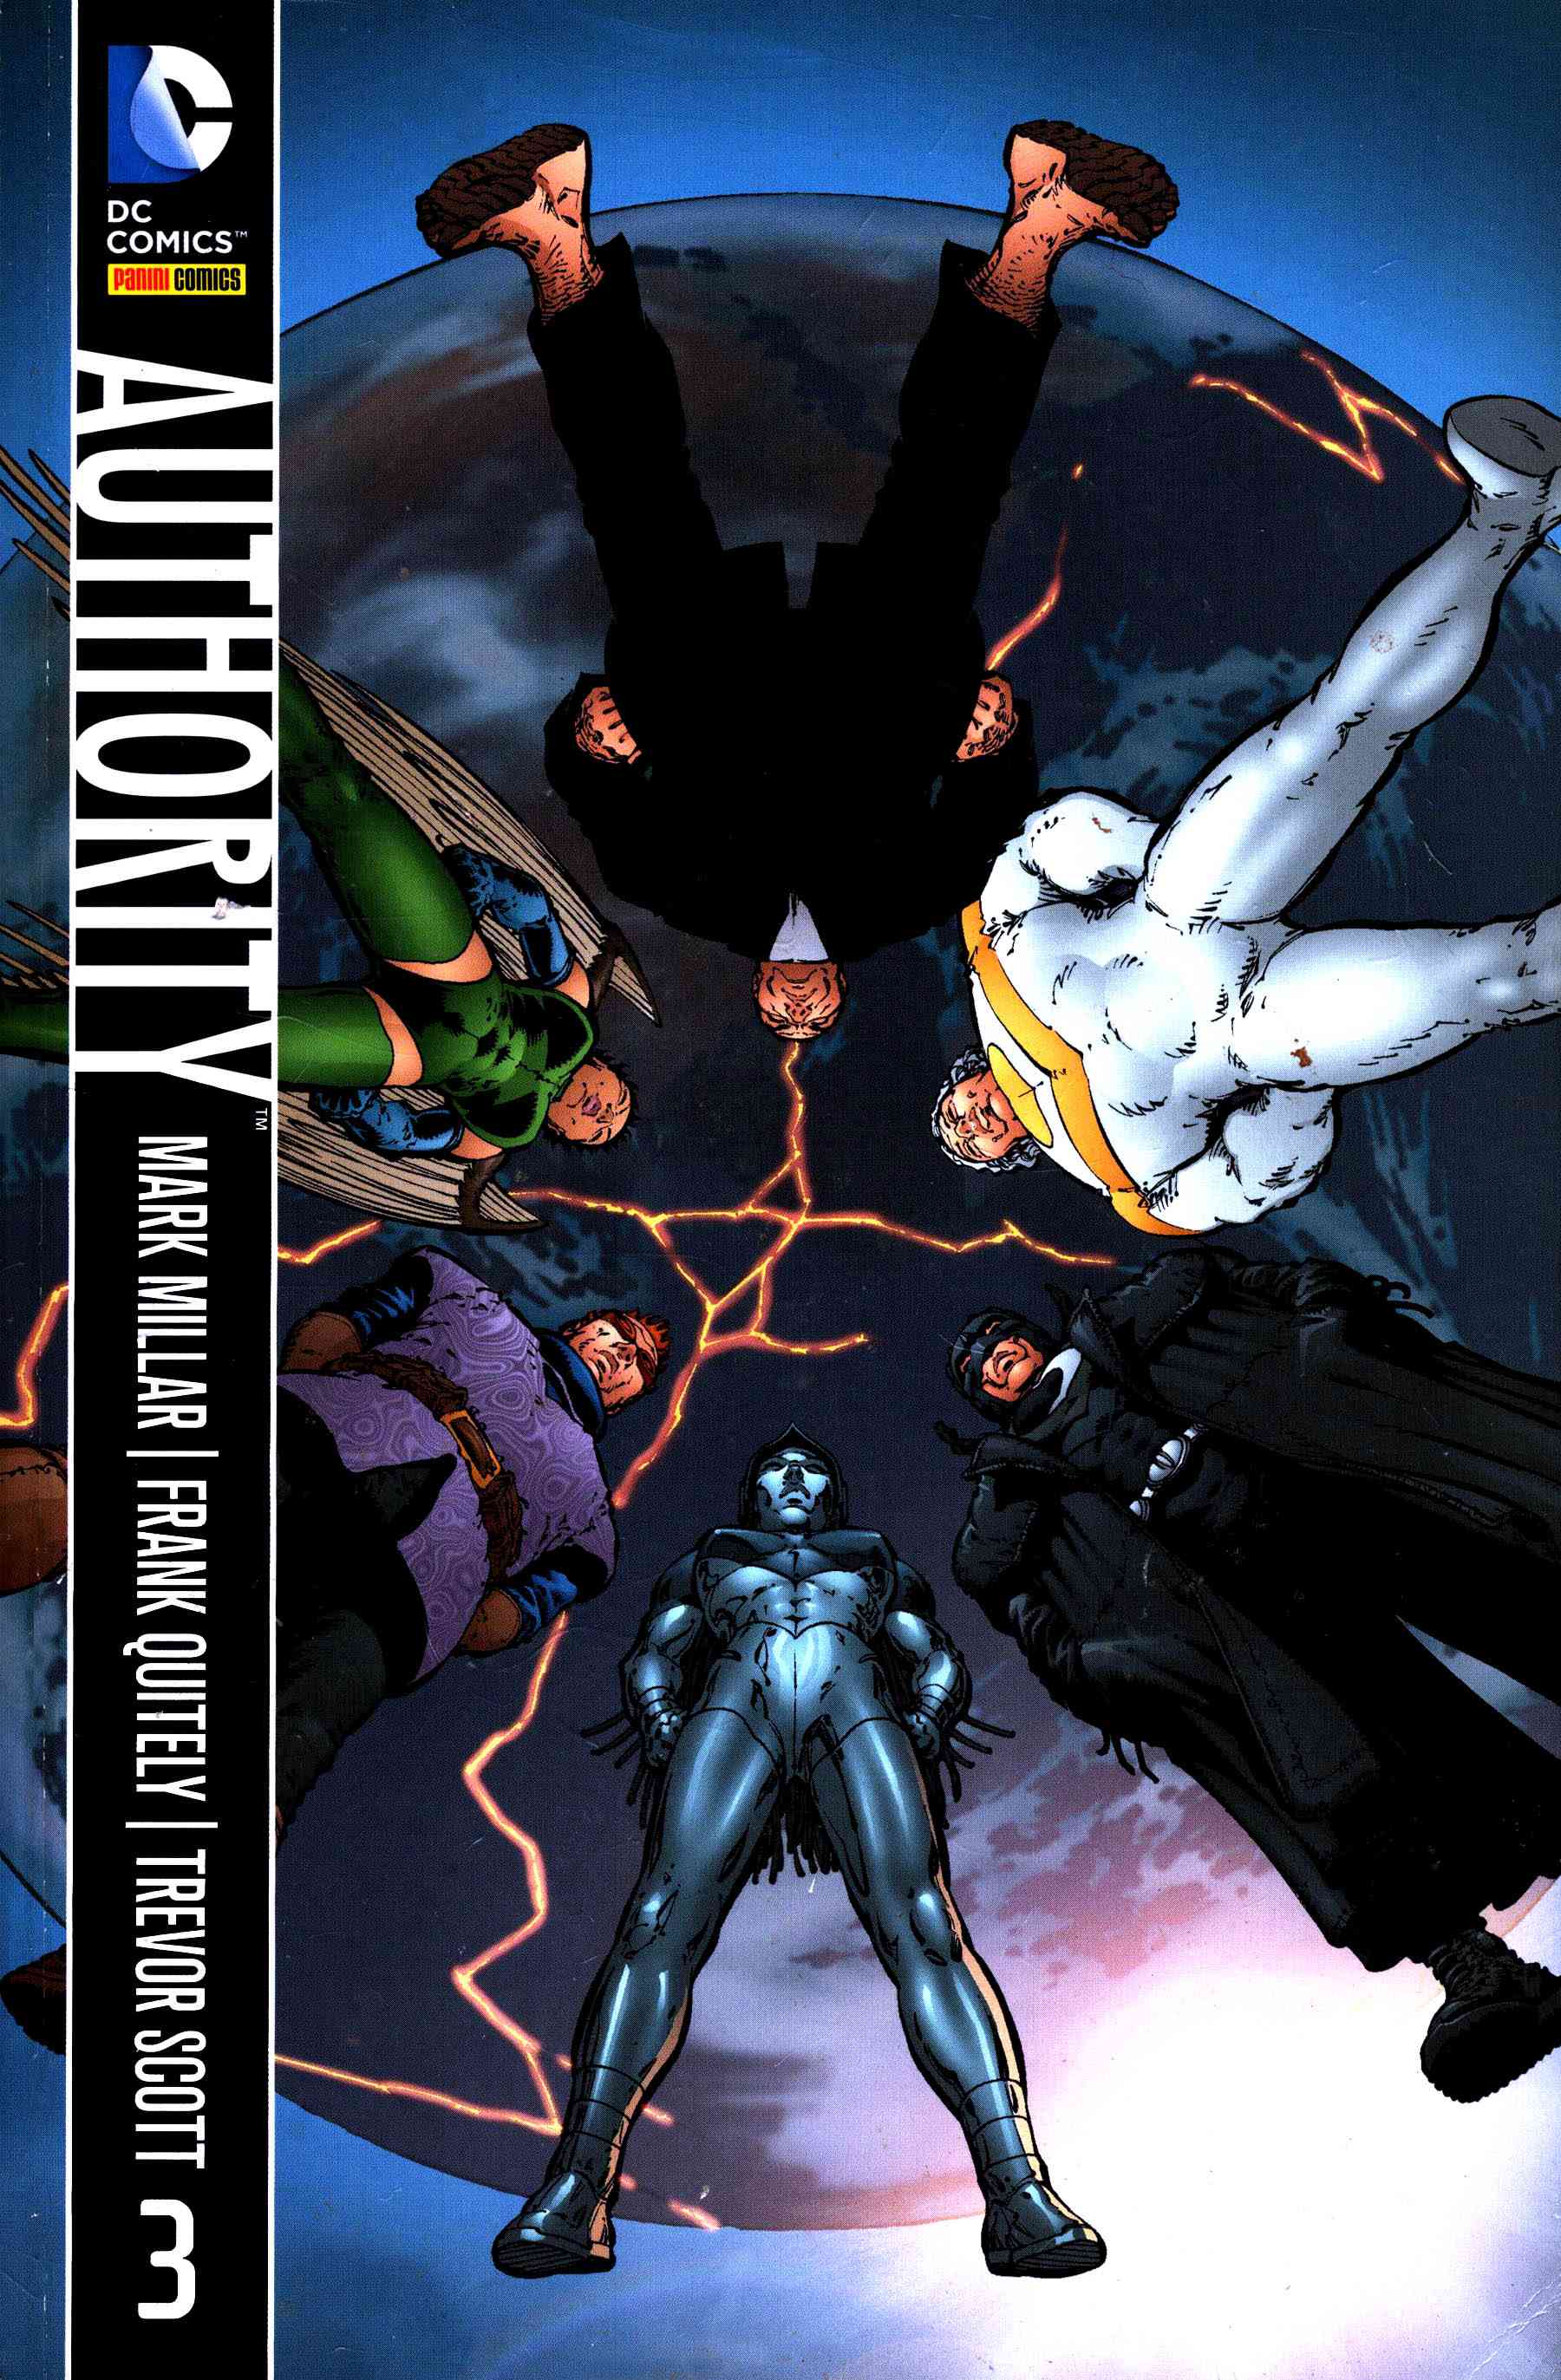 DC
COMICS™
PANINI COMICS
AUTHORITY™
MARK MILLAR | FRANK QUITELY | TREVOR SCOTT 3